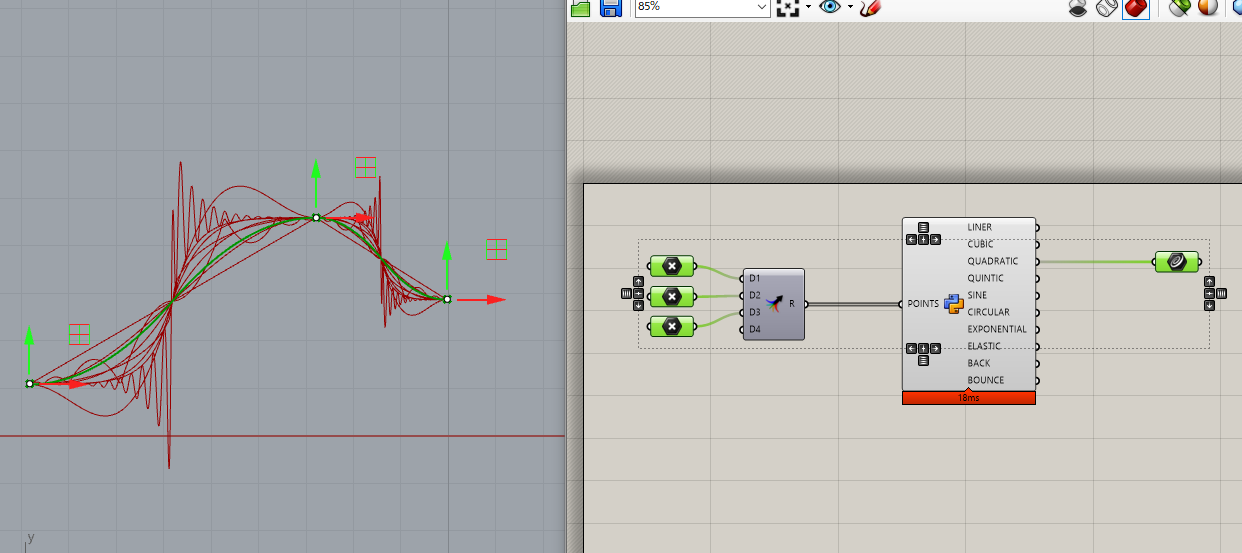 85%
LINER
CUBIC
QUADRATIC
QUINTIC
SINE
CIRCULAR
EXPONENTIAL
ELASTIC
BACK
BOUNCE
POINTS
D1
D2
D3
D4
R
18ms
y